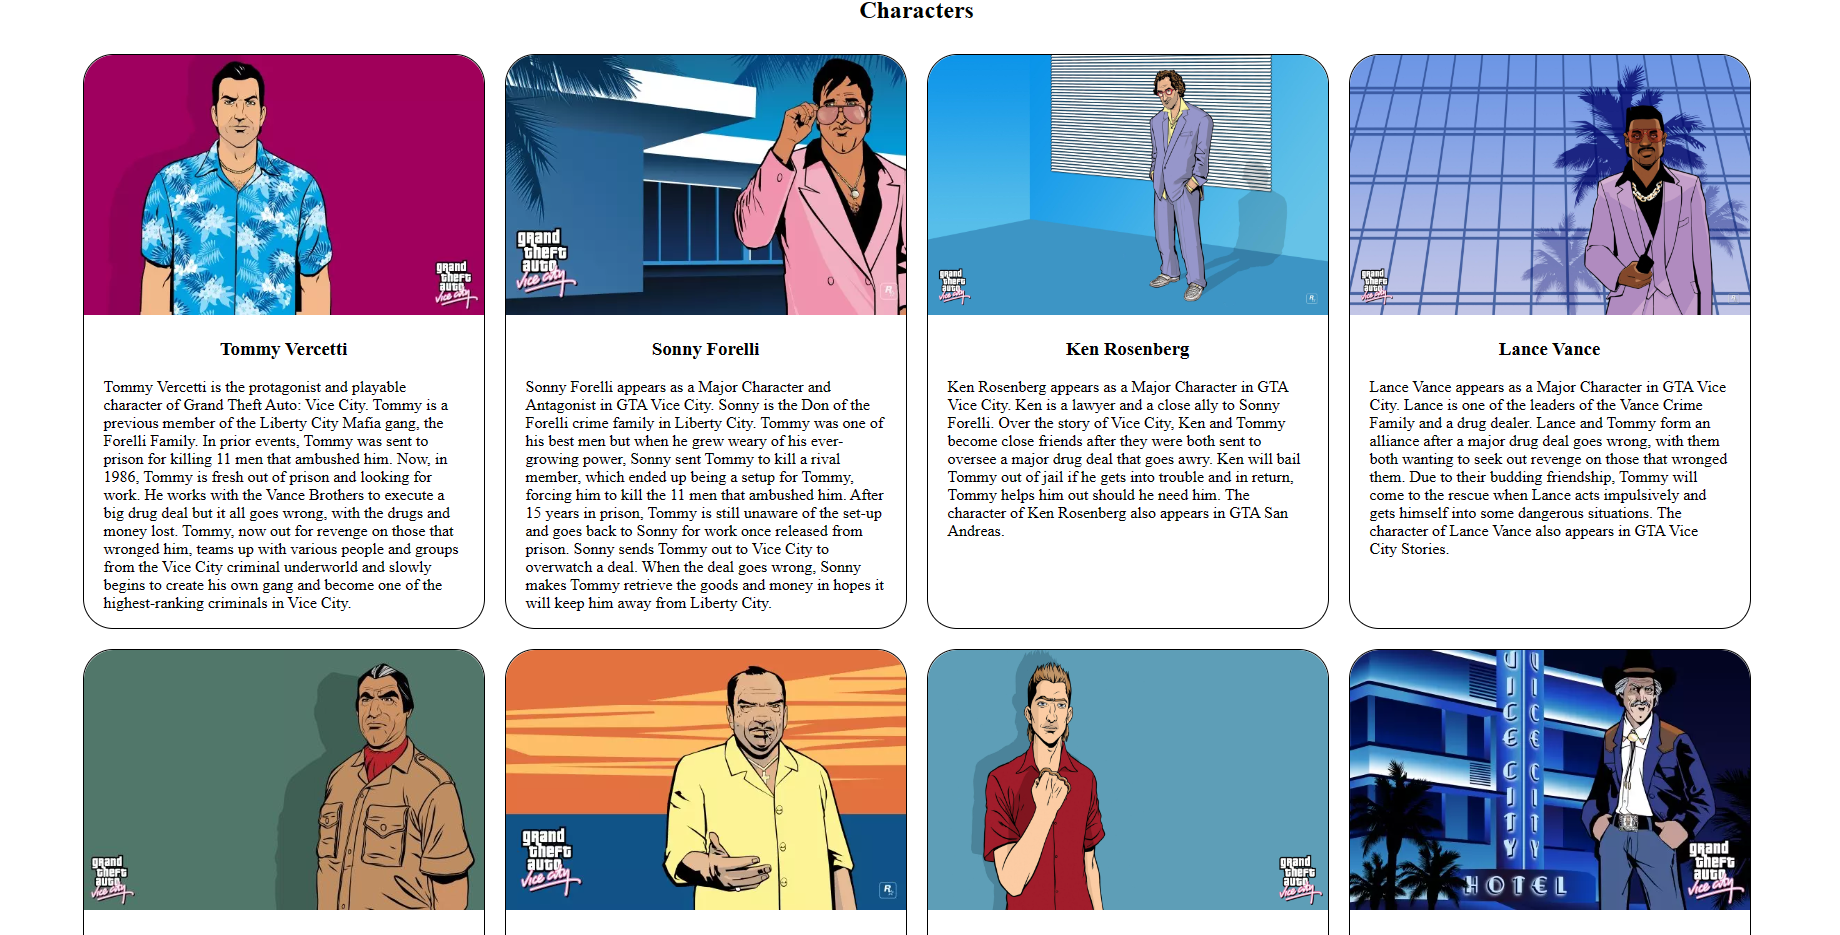 Characters
grand
theft
auto
vice city
grand
theft
auto
vice city
R
grand
theft
auto
vice city
R
grand
theft
auto
vice city
R
Tommy Vercetti
Tommy Vercetti is the protagonist and playable
character of Grand Theft Auto: Vice City. Tommy is a
previous member of the Liberty City Mafia gang, the
Forelli Family. In prior events, Tommy was sent to
prison for killing 11 men that ambushed him. Now, in
1986, Tommy is fresh out of prison and looking for
work. He works with the Vance Brothers to execute a
big drug deal but it all goes wrong, with the drugs and
money lost. Tommy, now out for revenge on those that
wronged him, teams up with various people and groups
from the Vice City criminal underworld and slowly
begins to create his own gang and become one of the
highest-ranking criminals in Vice City.
Sonny Forelli
Sonny Forelli appears as a Major Character and
Antagonist in GTA Vice City. Sonny is the Don of the
Forelli crime family in Liberty City. Tommy was one of
his best men but when he grew weary of his ever-
growing power, Sonny sent Tommy to kill a rival
member, which ended up being a setup for Tommy,
forcing him to kill the 11 men that ambushed him. After
15 years in prison, Tommy is still unaware of the set-up
and goes back to Sonny for work once released from
prison. Sonny sends Tommy out to Vice City to
overwatch a deal. When the deal goes wrong, Sonny
makes Tommy retrieve the goods and money in hopes it
will keep him away from Liberty City.
Ken Rosenberg
Ken Rosenberg appears as a Major Character in GTA
Vice City. Ken is a lawyer and a close ally to Sonny
Forelli. Over the story of Vice City, Ken and Tommy
become close friends after they were both sent to
oversee a major drug deal that goes awry. Ken will bail
Tommy out of jail if he gets into trouble and in return,
Tommy helps him out should he need him. The
character of Ken Rosenberg also appears in GTA San
Andreas.
Lance Vance
Lance Vance appears as a Major Character in GTA Vice
City. Lance is one of the leaders of the Vance Crime
Family and a drug dealer. Lance and Tommy form an
alliance after a major drug deal goes wrong, with them
both wanting to seek out revenge on those that wronged
them. Due to their budding friendship, Tommy will
come to the rescue when Lance acts impulsively and
gets himself into some dangerous situations. The
character of Lance Vance also appears in GTA Vice
City Stories.
grand
theft
auto
vice city
grand
theft
auto
vice city
R
grand
theft
auto
vice city
VICE CITY
VICE CITY
HOTEL
grand
theft
auto
vice city